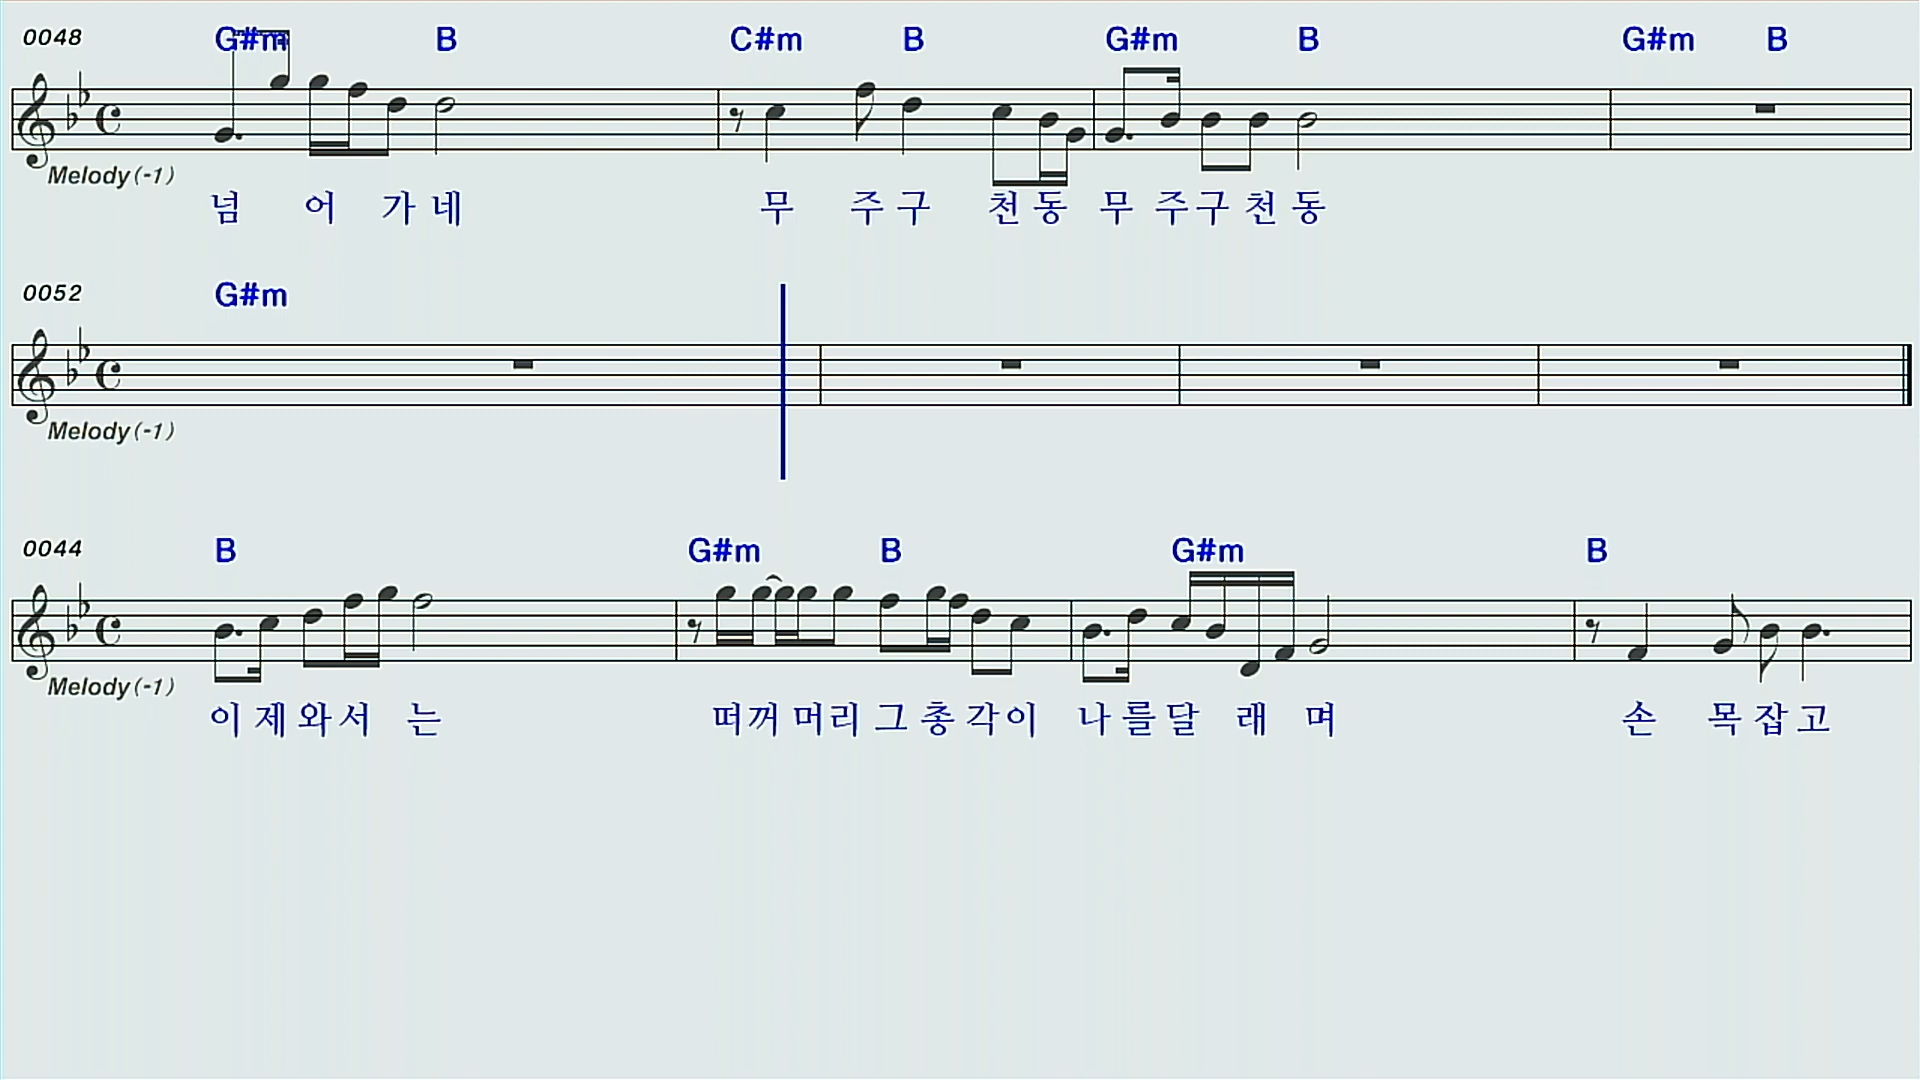 0048 G#m B C#m B G#m B G#m B
Melody(-1)
넘 어 가 네 무 주 구 천 동 무 주 구 천 동
0052 G#m
Melody(-1)
0044 B G#m B G#m B
Melody(-1)
이 제 와 서 는 떠 꺼 머 리 그 총 각 이 나 를 달 래 며 손 목 잡 고